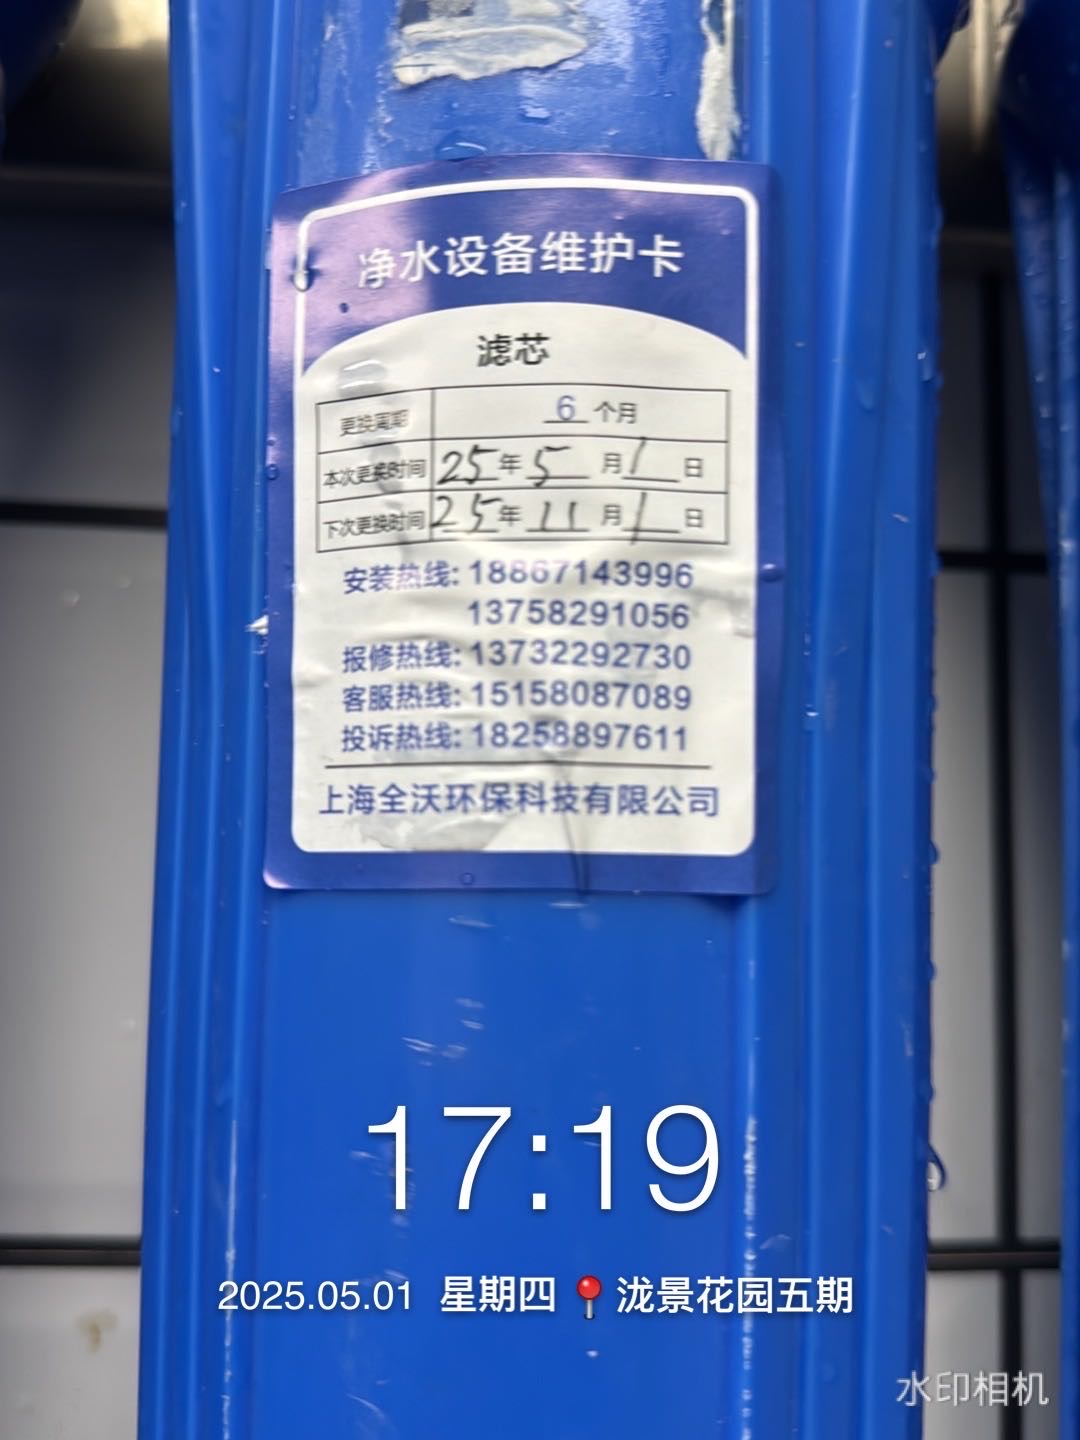 净水设备维护卡
滤芯
更换周期 6 个月
本次更换时间 25年 5 月 1 日
下次更换时间 25年 11 月 1 日
安装热线: 18867143996
13758291056
报修热线: 13732292730
客服热线: 15158087089
投诉热线: 18258897611
上海全沃环保科技有限公司
17:19
2025.05.01 星期四 📍泷景花园五期
水印相机